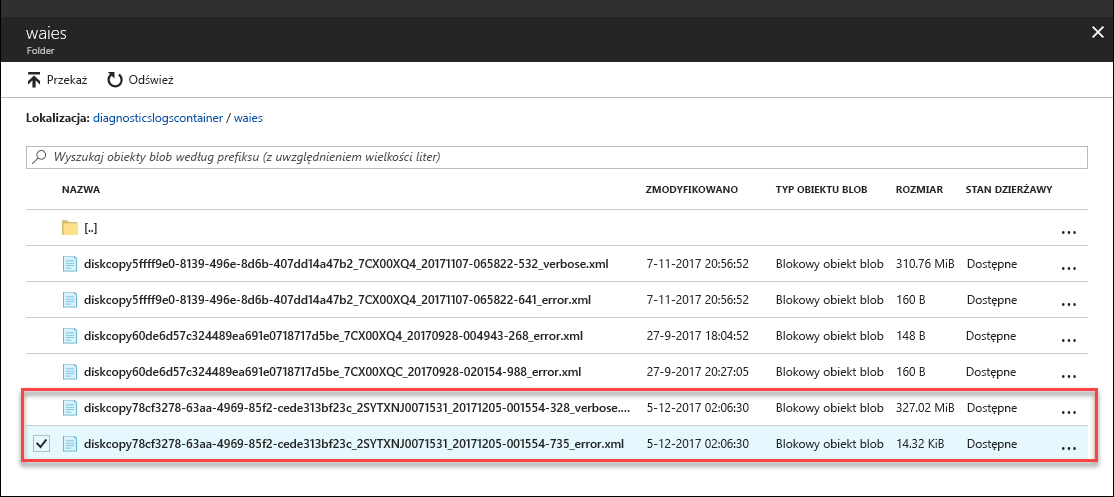 waies
Folder
Przekaż Odśwież
Lokalizacja: diagnosticslogscontainer / waies
Wyszukaj obiekty blob według prefiksu (z uwzględnieniem wielkości liter)
NAZWA ZMODYFIKOWANO TYP OBIEKTU BLOB ROZMIAR STAN DZIERŻAWY
[..] ...
diskcopy5ffff9e0-8139-496e-8d6b-407dd14a47b2_7CX00XQ4_20171107-065822-532_verbose.xml 7-11-2017 20:56:52 Blokowy obiekt blob 310.76 MiB Dostępne ...
diskcopy5ffff9e0-8139-496e-8d6b-407dd14a47b2_7CX00XQ4_20171107-065822-641_error.xml 7-11-2017 20:56:52 Blokowy obiekt blob 160 B Dostępne ...
diskcopy60de6d57c324489ea691e0718717d5be_7CX00XQ4_20170928-004943-268_error.xml 27-9-2017 18:04:52 Blokowy obiekt blob 148 B Dostępne ...
diskcopy60de6d57c324489ea691e0718717d5be_7CX00XQC_20170928-020154-988_error.xml 27-9-2017 20:27:05 Blokowy obiekt blob 160 B Dostępne ...
diskcopy78cf3278-63aa-4969-85f2-cede313bf23c_2SYTXNJ0071531_20171205-001554-328_verbose.... 5-12-2017 02:06:30 Blokowy obiekt blob 327.02 MiB Dostępne ...
diskcopy78cf3278-63aa-4969-85f2-cede313bf23c_2SYTXNJ0071531_20171205-001554-735_error.xml 5-12-2017 02:06:30 Blokowy obiekt blob 14.32 KiB Dostępne ...